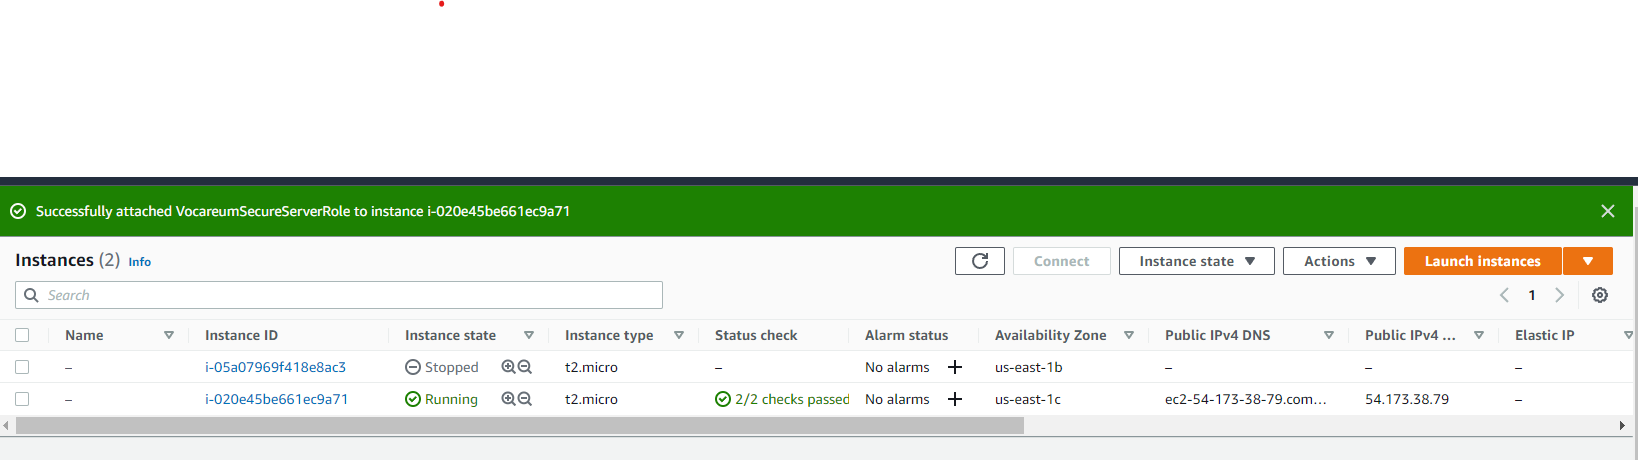 Successfully attached VocareumSecureServerRole to instance i-020e45be661ec9a71
Instances (2) Info
Connect Instance state Actions Launch instances
Search
1
Name Instance ID Instance state Instance type Status check Alarm status Availability Zone Public IPv4 DNS Public IPv4 ... Elastic IP
– i-05a07969f418e8ac3 Stopped t2.micro – No alarms + us-east-1b – – –
– i-020e45be661ec9a71 Running t2.micro 2/2 checks passed No alarms + us-east-1c ec2-54-173-38-79.com... 54.173.38.79 –